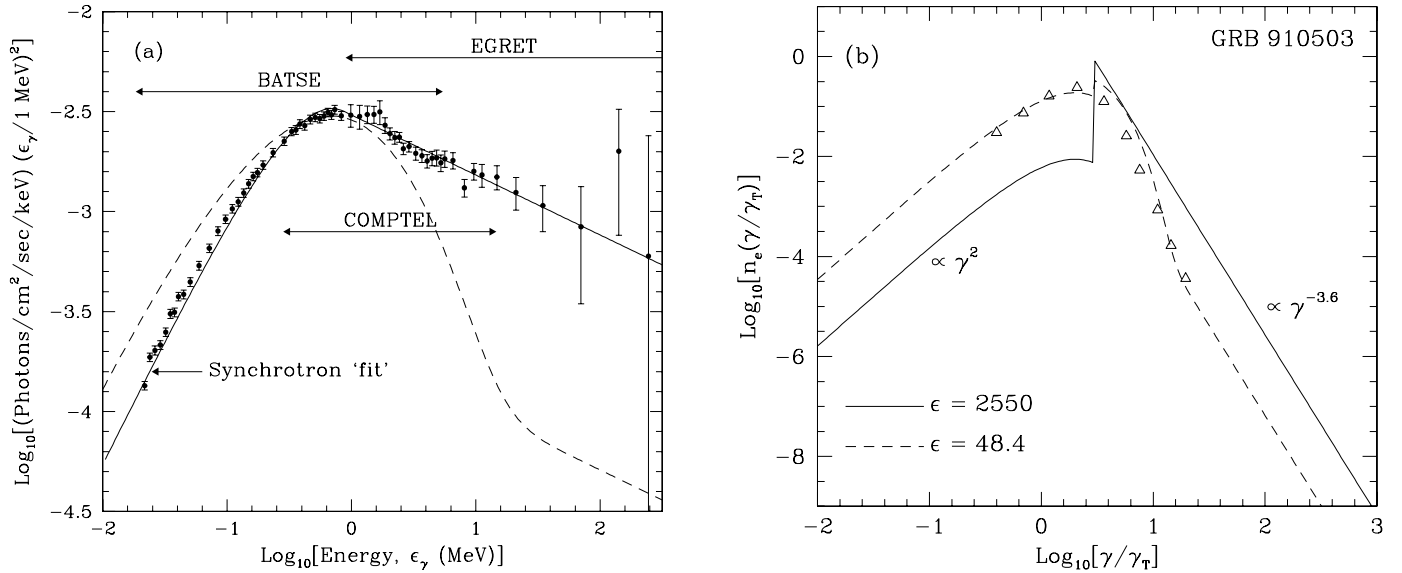 (a)
EGRET
BATSE
COMPTEL
Synchrotron ‘fit’
-2
-2.5
-3
-3.5
-4
-4.5
-2
-1
0
1
2
Log₁₀[(Photons/cm²/sec/keV) (ϵᵧ/1 MeV)²]
Log₁₀[Energy, ϵᵧ (MeV)]
(b)
GRB 910503
∝ γ²
∝ γ⁻³·⁶
ϵ = 2550
ϵ = 48.4
0
-2
-4
-6
-8
-2
-1
0
1
2
3
Log₁₀[nₑ(γ/γ_T)]
Log₁₀[γ/γ_T]